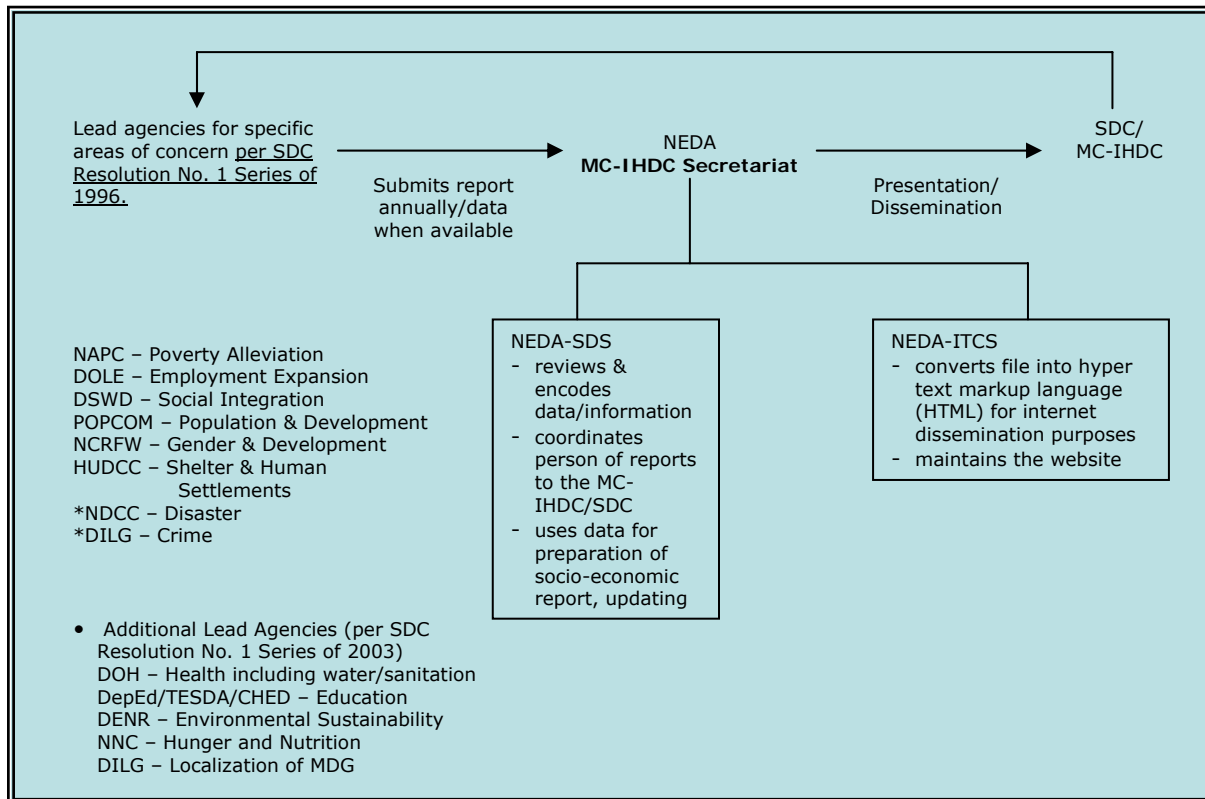 Lead agencies for specific
areas of concern per SDC
Resolution No. 1 Series of
1996.
Submits report
annually/data
when available
NEDA
MC-IHDC Secretariat
Presentation/
Dissemination
SDC/
MC-IHDC
NAPC – Poverty Alleviation
DOLE – Employment Expansion
DSWD – Social Integration
POPCOM – Population & Development
NCRFW – Gender & Development
HUDCC – Shelter & Human
Settlements
*NDCC – Disaster
*DILG – Crime
• Additional Lead Agencies (per SDC
Resolution No. 1 Series of 2003)
DOH – Health including water/sanitation
DepEd/TESDA/CHED – Education
DENR – Environmental Sustainability
NNC – Hunger and Nutrition
DILG – Localization of MDG
NEDA-SDS
- reviews &
encodes
data/information
- coordinates
person of reports
to the MC-
IHDC/SDC
- uses data for
preparation of
socio-economic
report, updating
NEDA-ITCS
- converts file into hyper
text markup language
(HTML) for internet
dissemination purposes
- maintains the website